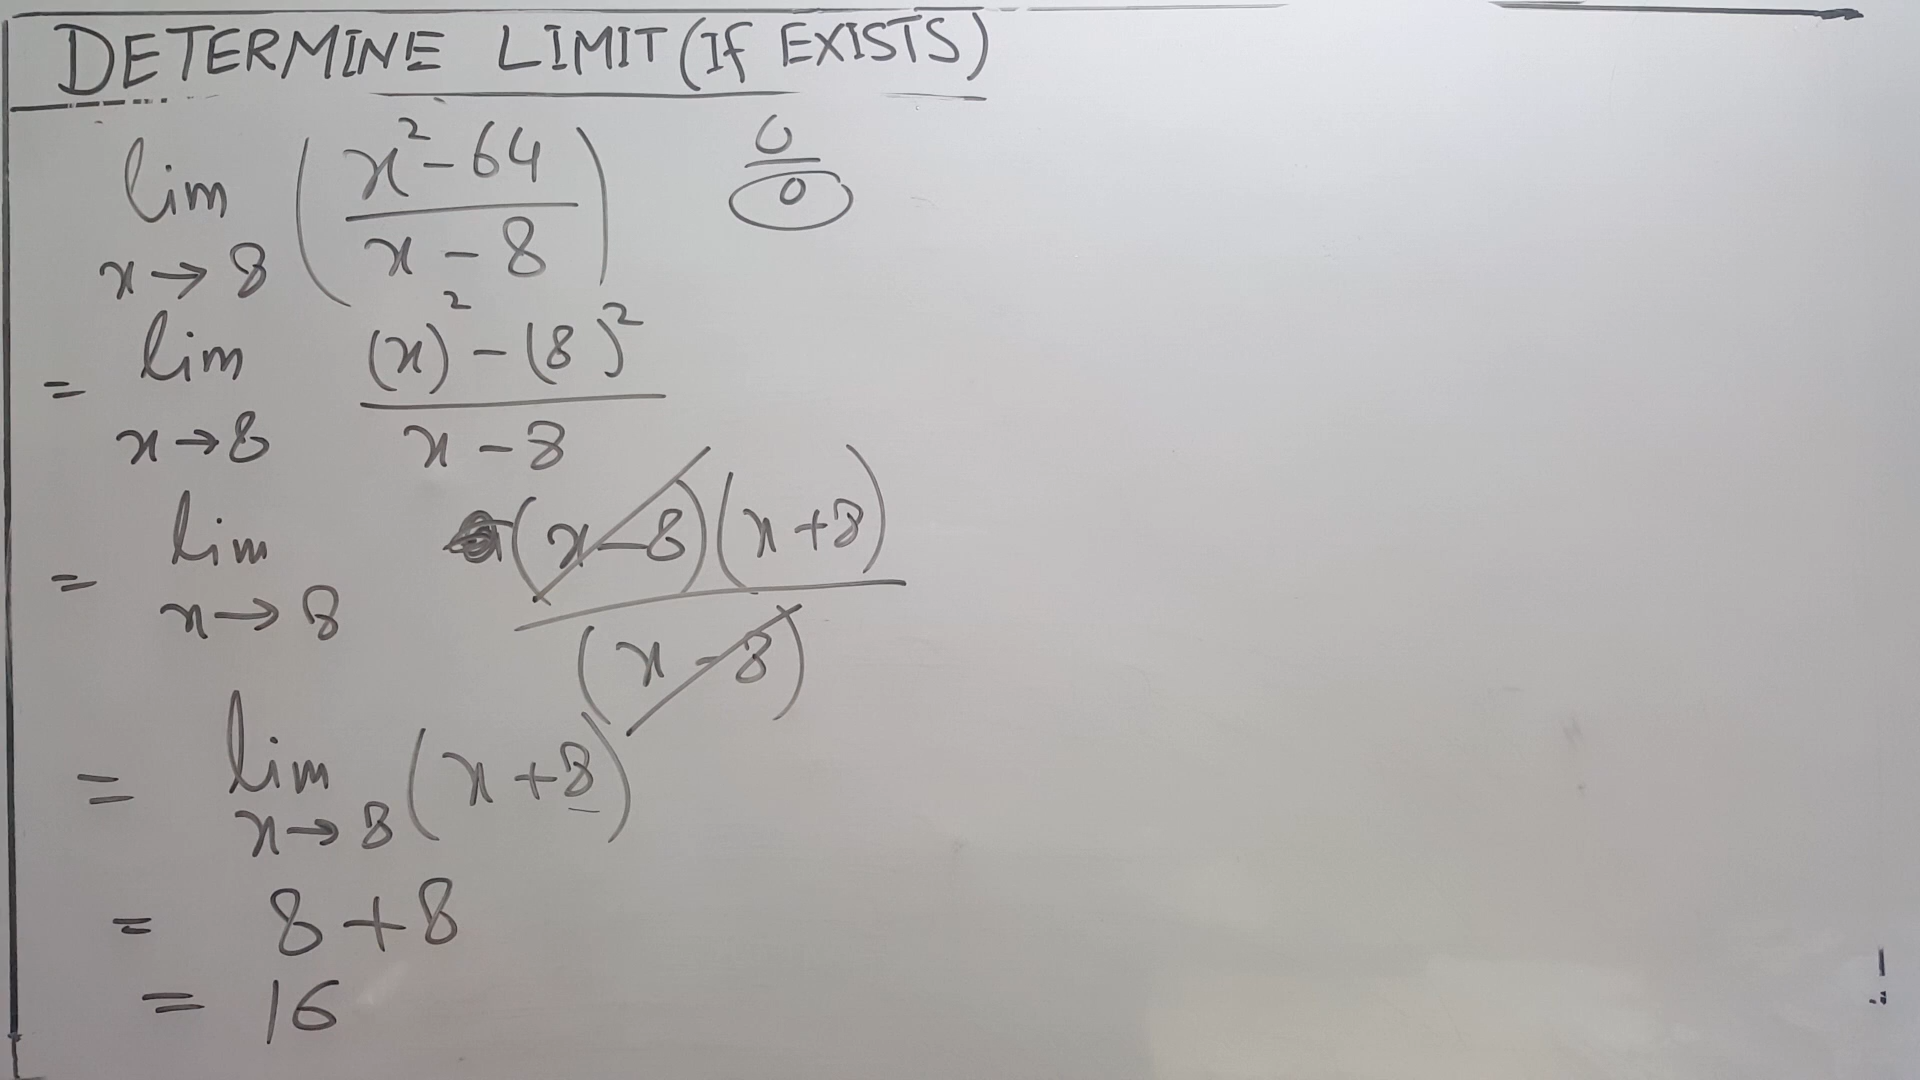 DETERMINE LIMIT (If EXISTS)
lim x→8 ( x² - 64 / x - 8 ) 0/0
= lim x→8 (x)² - (8)² / x - 8
= lim x→8 (x-8)(x+8) / (x-8)
= lim x→8 (x+8)
= 8+8
= 16